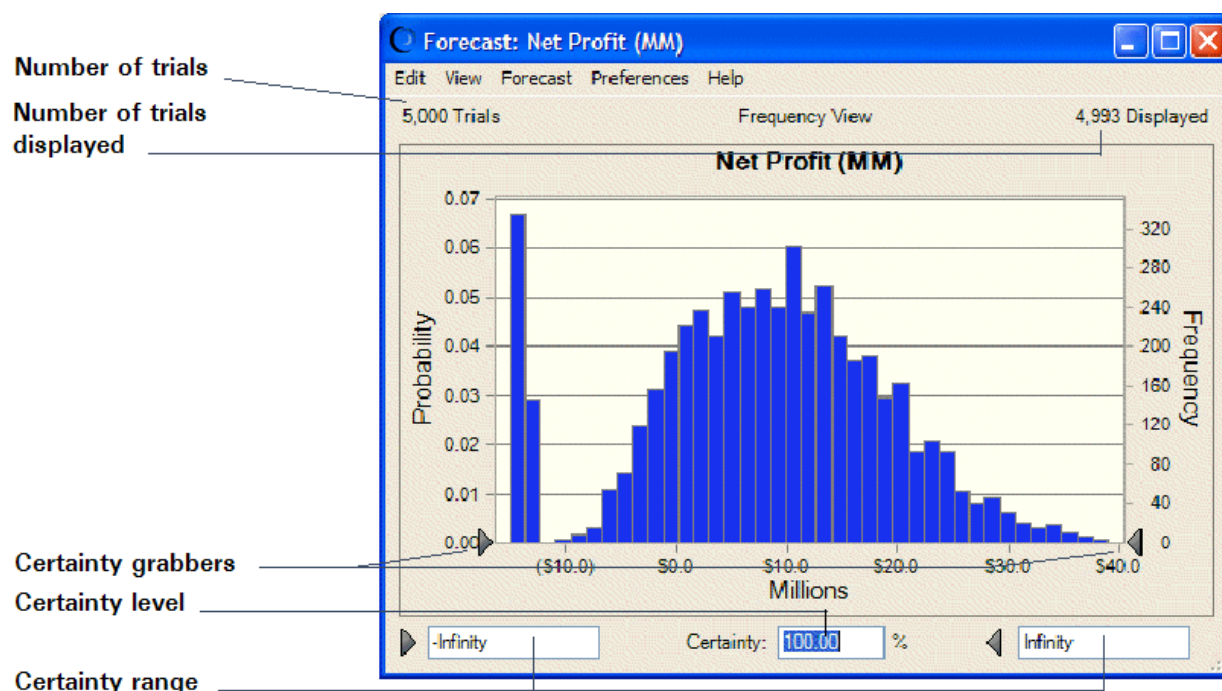 Forecast: Net Profit (MM)
Edit View Forecast Preferences Help
Number of trials
5,000 Trials Frequency View 4,993 Displayed
Number of trials
displayed
Net Profit (MM)
Probability
0.07
0.06
0.05
0.04
0.03
0.02
0.01
0.00
Frequency
320
280
240
200
160
120
80
40
0
($10.0) $0.0 $10.0 $20.0 $30.0 $40.0
Millions
Certainty grabbers
Certainty level
-Infinity Certainty: 100.00 % Infinity
Certainty range